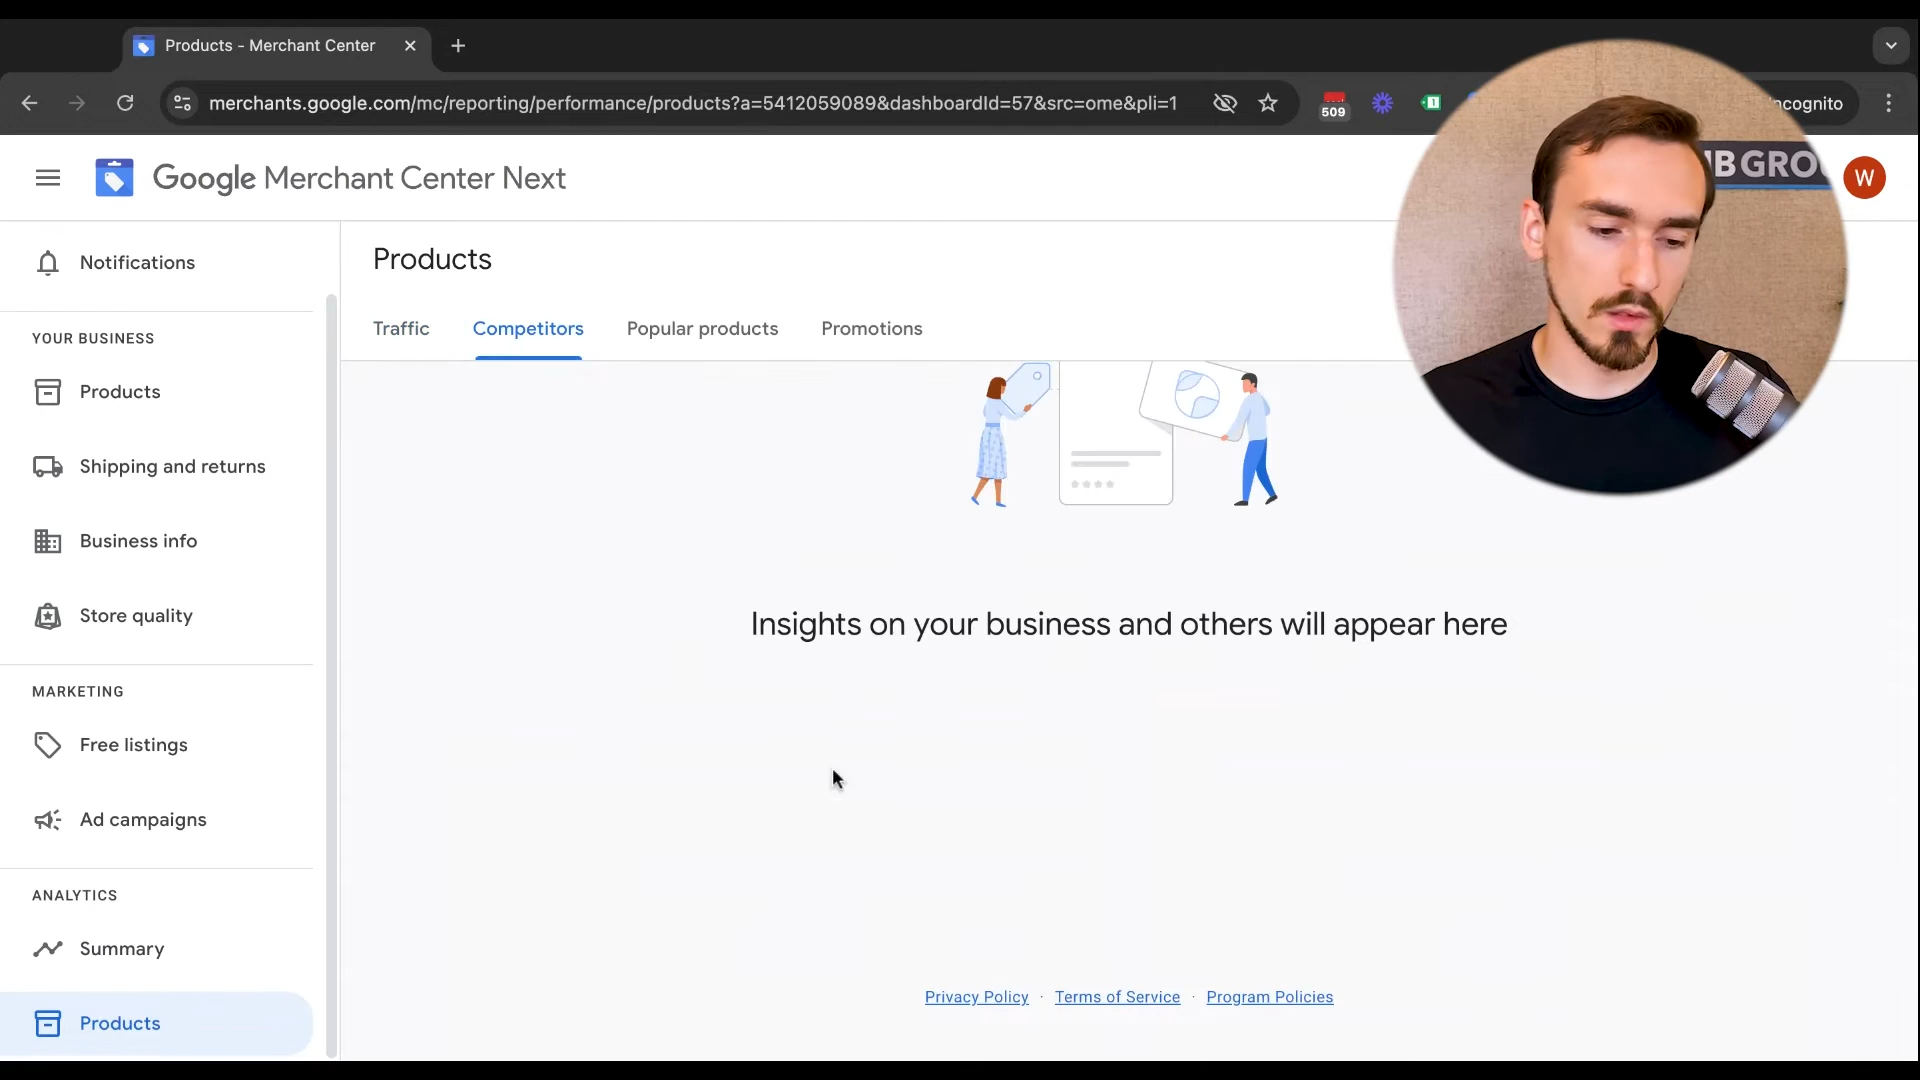 Products - Merchant Center
merchants.google.com/mc/reporting/performance/products?a=5412059089&dashboardId=57&src=ome&pli=1
509
1
ncognito
Google Merchant Center Next
BGRO
W
Notifications
YOUR BUSINESS
Products
Shipping and returns
Business info
Store quality
MARKETING
Free listings
Ad campaigns
ANALYTICS
Summary
Products
Products
Traffic
Competitors
Popular products
Promotions
Insights on your business and others will appear here
Privacy Policy · Terms of Service · Program Policies